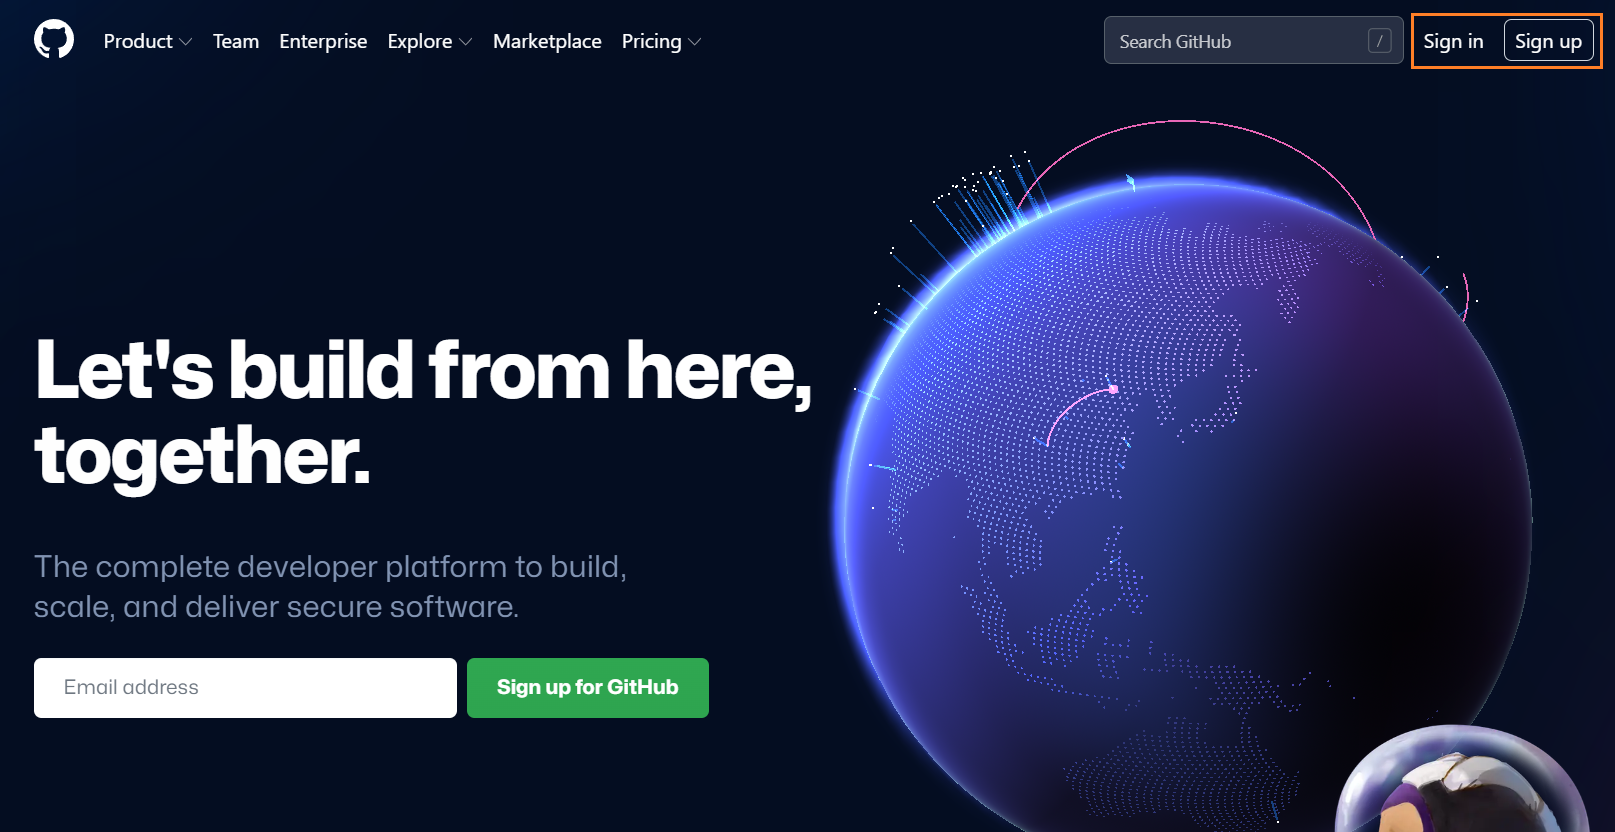 Product Team Enterprise Explore Marketplace Pricing Search GitHub / Sign in Sign up
Let's build from here,
together.
The complete developer platform to build,
scale, and deliver secure software.
Email address Sign up for GitHub